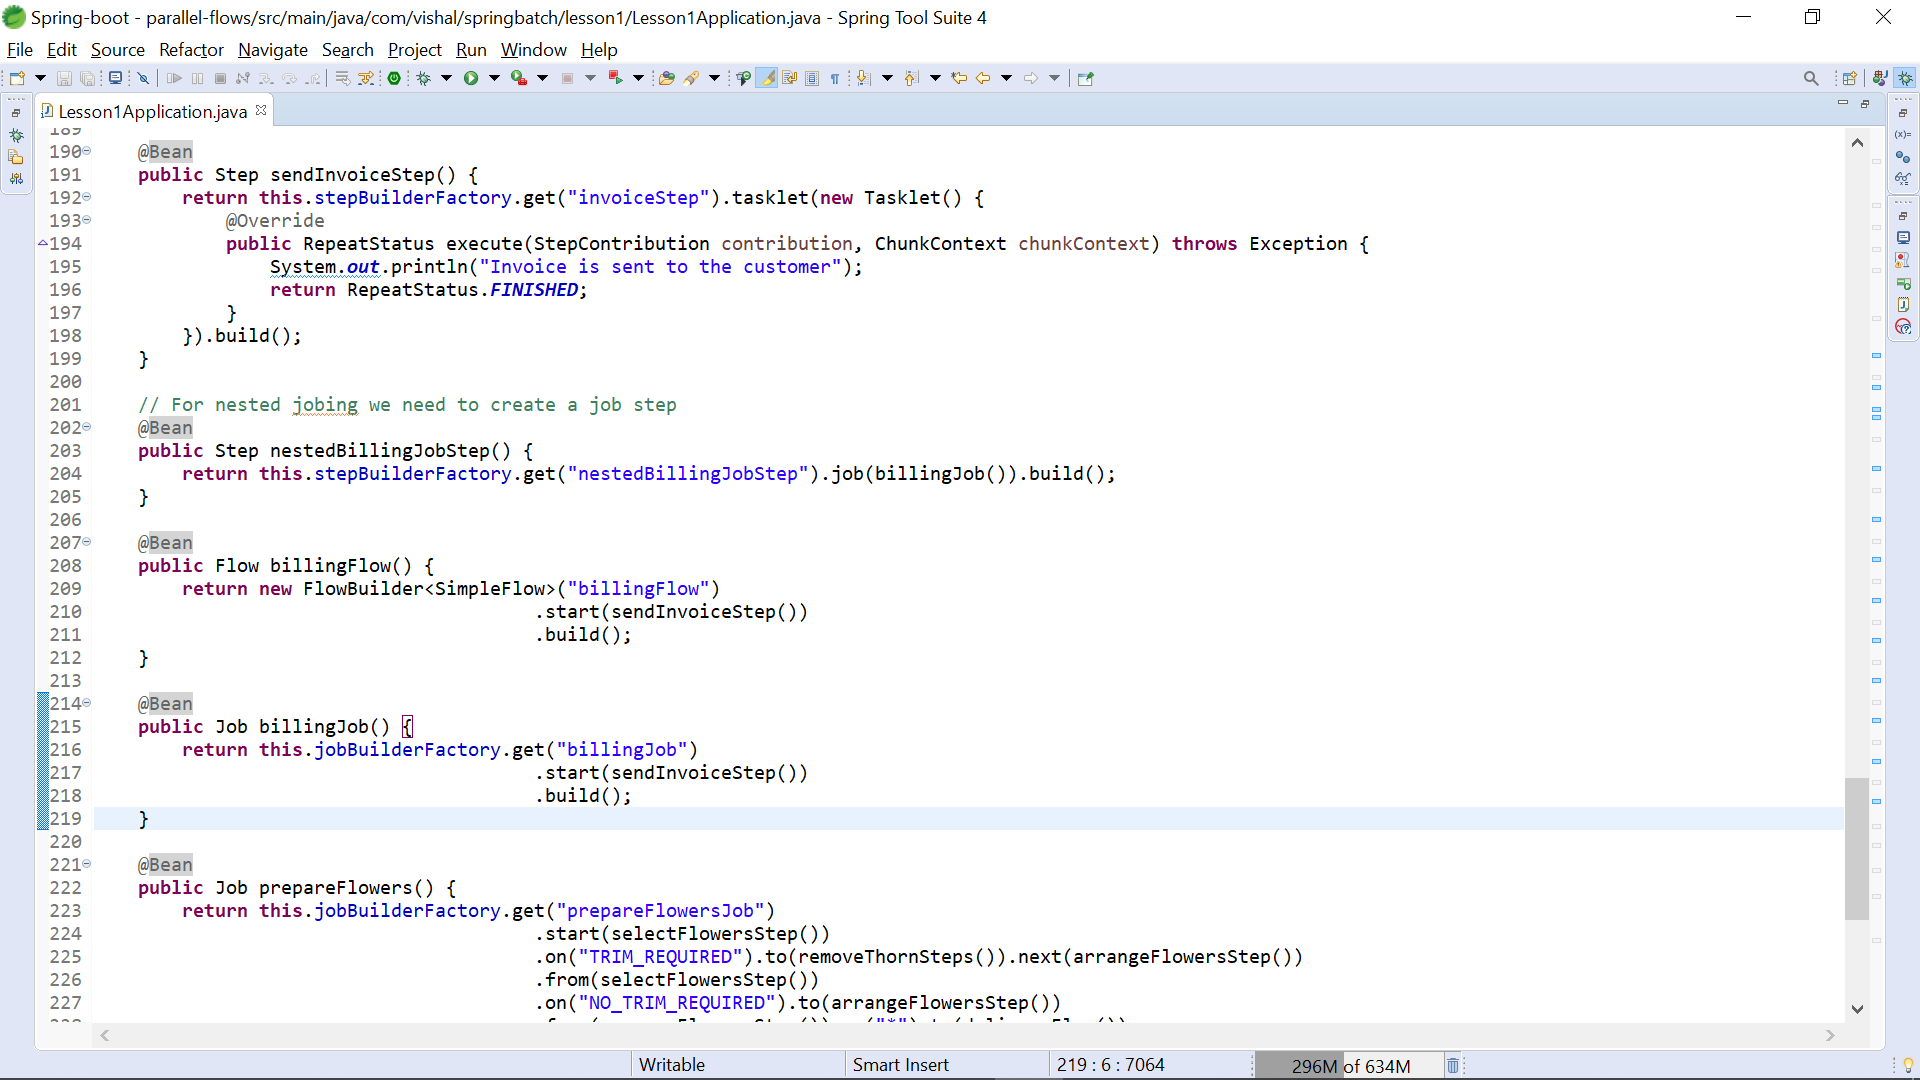 Spring-boot - parallel-flows/src/main/java/com/vishal/springbatch/lesson1/Lesson1Application.java - Spring Tool Suite 4
File Edit Source Refactor Navigate Search Project Run Window Help
Lesson1Application.java
189
190 @Bean
191 public Step sendInvoiceStep() {
192 return this.stepBuilderFactory.get("invoiceStep").tasklet(new Tasklet() {
193 @Override
194 public RepeatStatus execute(StepContribution contribution, ChunkContext chunkContext) throws Exception {
195 System.out.println("Invoice is sent to the customer");
196 return RepeatStatus.FINISHED;
197 }
198 }).build();
199 }
200
201 // For nested jobing we need to create a job step
202 @Bean
203 public Step nestedBillingJobStep() {
204 return this.stepBuilderFactory.get("nestedBillingJobStep").job(billingJob()).build();
205 }
206
207 @Bean
208 public Flow billingFlow() {
209 return new FlowBuilder<SimpleFlow>("billingFlow")
210 .start(sendInvoiceStep())
211 .build();
212 }
213
214 @Bean
215 public Job billingJob() {
216 return this.jobBuilderFactory.get("billingJob")
217 .start(sendInvoiceStep())
218 .build();
219 }
220
221 @Bean
222 public Job prepareFlowers() {
223 return this.jobBuilderFactory.get("prepareFlowersJob")
224 .start(selectFlowersStep())
225 .on("TRIM_REQUIRED").to(removeThornSteps()).next(arrangeFlowersStep())
226 .from(selectFlowersStep())
227 .on("NO_TRIM_REQUIRED").to(arrangeFlowersStep())
Writable Smart Insert 219 : 6 : 7064 296M of 634M